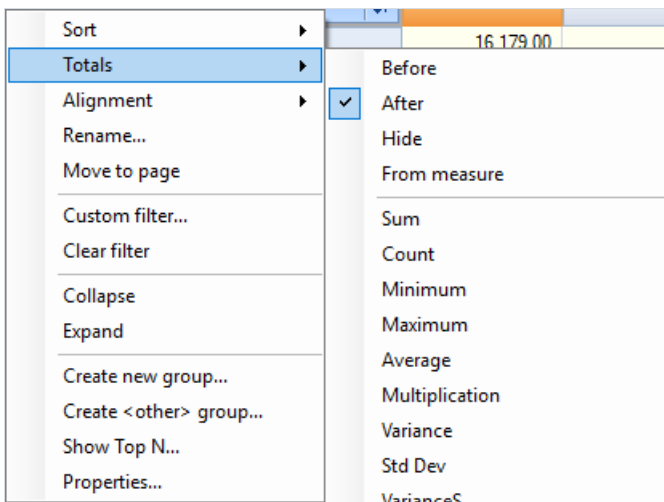 Sort
Totals
Alignment
Rename...
Move to page
Custom filter...
Clear filter
Collapse
Expand
Create new group...
Create <other> group...
Show Top N...
Properties...
16 179.00
Before
After
Hide
From measure
Sum
Count
Minimum
Maximum
Average
Multiplication
Variance
Std Dev
VarianceS